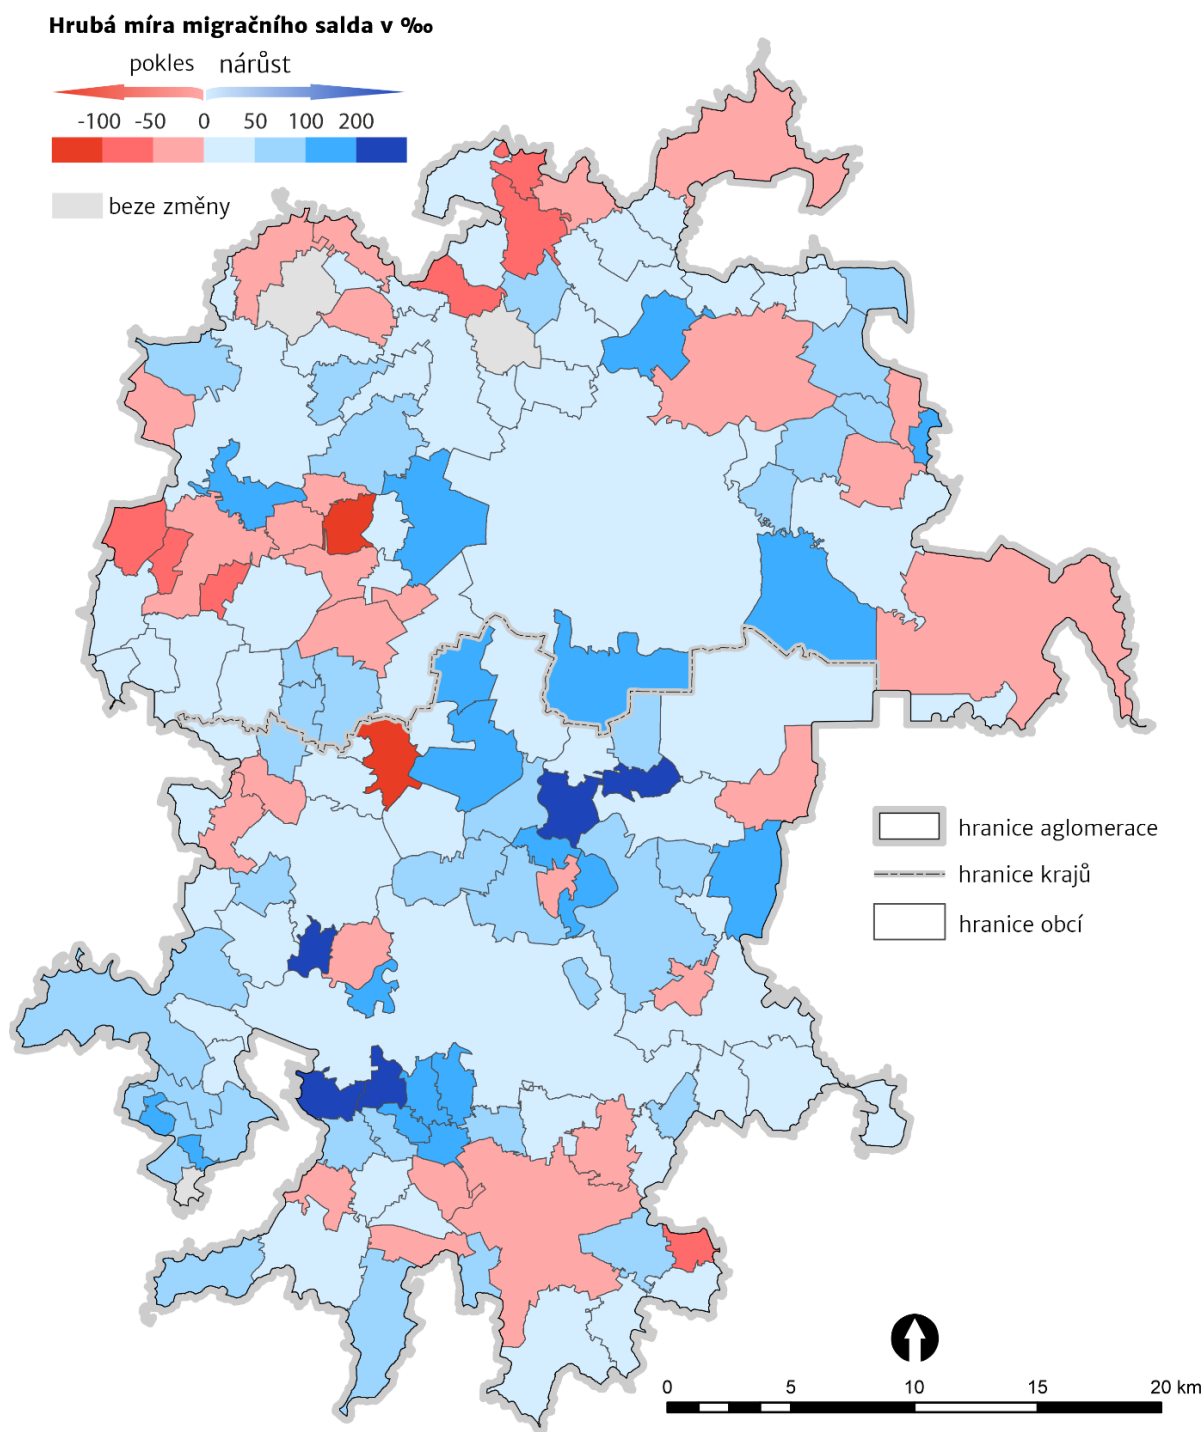 Hrubá míra migračního salda v ‰
pokles nárůst
-100 -50 0 50 100 200
beze změny
hranice aglomerace
hranice krajů
hranice obcí
0 5 10 15 20 km